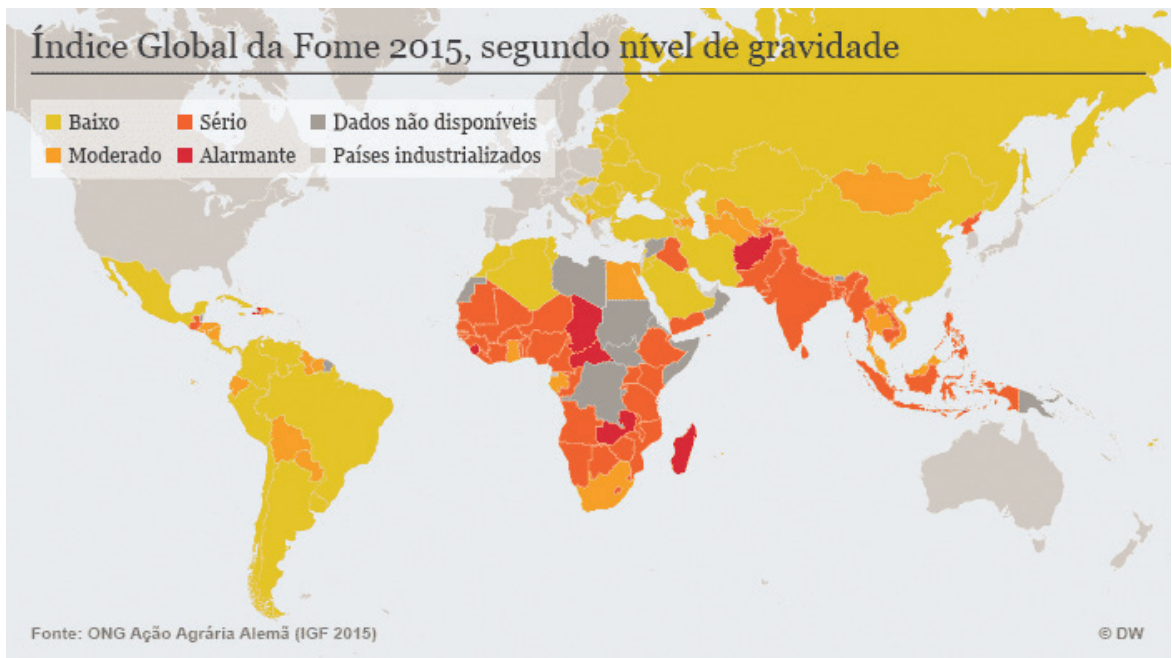 Índice Global da Fome 2015, segundo nível de gravidade
Baixo Sério Dados não disponíveis
Moderado Alarmante Países industrializados
Fonte: ONG Ação Agrária Alemã (IGF 2015) © DW